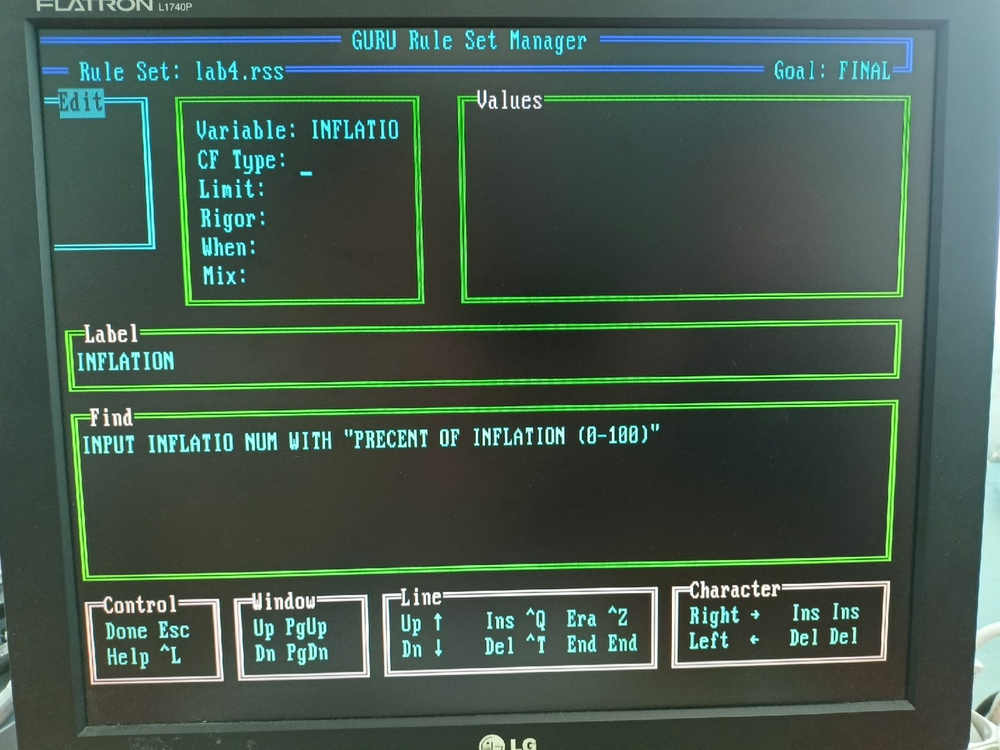 FLATRON L1740P
GURU Rule Set Manager
Rule Set: lab4.rss Goal: FINAL
Edit
Variable: INFLATIO
CF Type: _
Limit:
Rigor:
When:
Mix:
Values
Label
INFLATION
Find
INPUT INFLATIO NUM WITH "PRECENT OF INFLATION (0-100)"
Control
Done Esc
Help ^L
Window
Up PgUp
Dn PgDn
Line
Up ↑ Ins ^Q Era ^Z
Dn ↓ Del ^T End End
Character
Right → Ins Ins
Left ← Del Del
LG